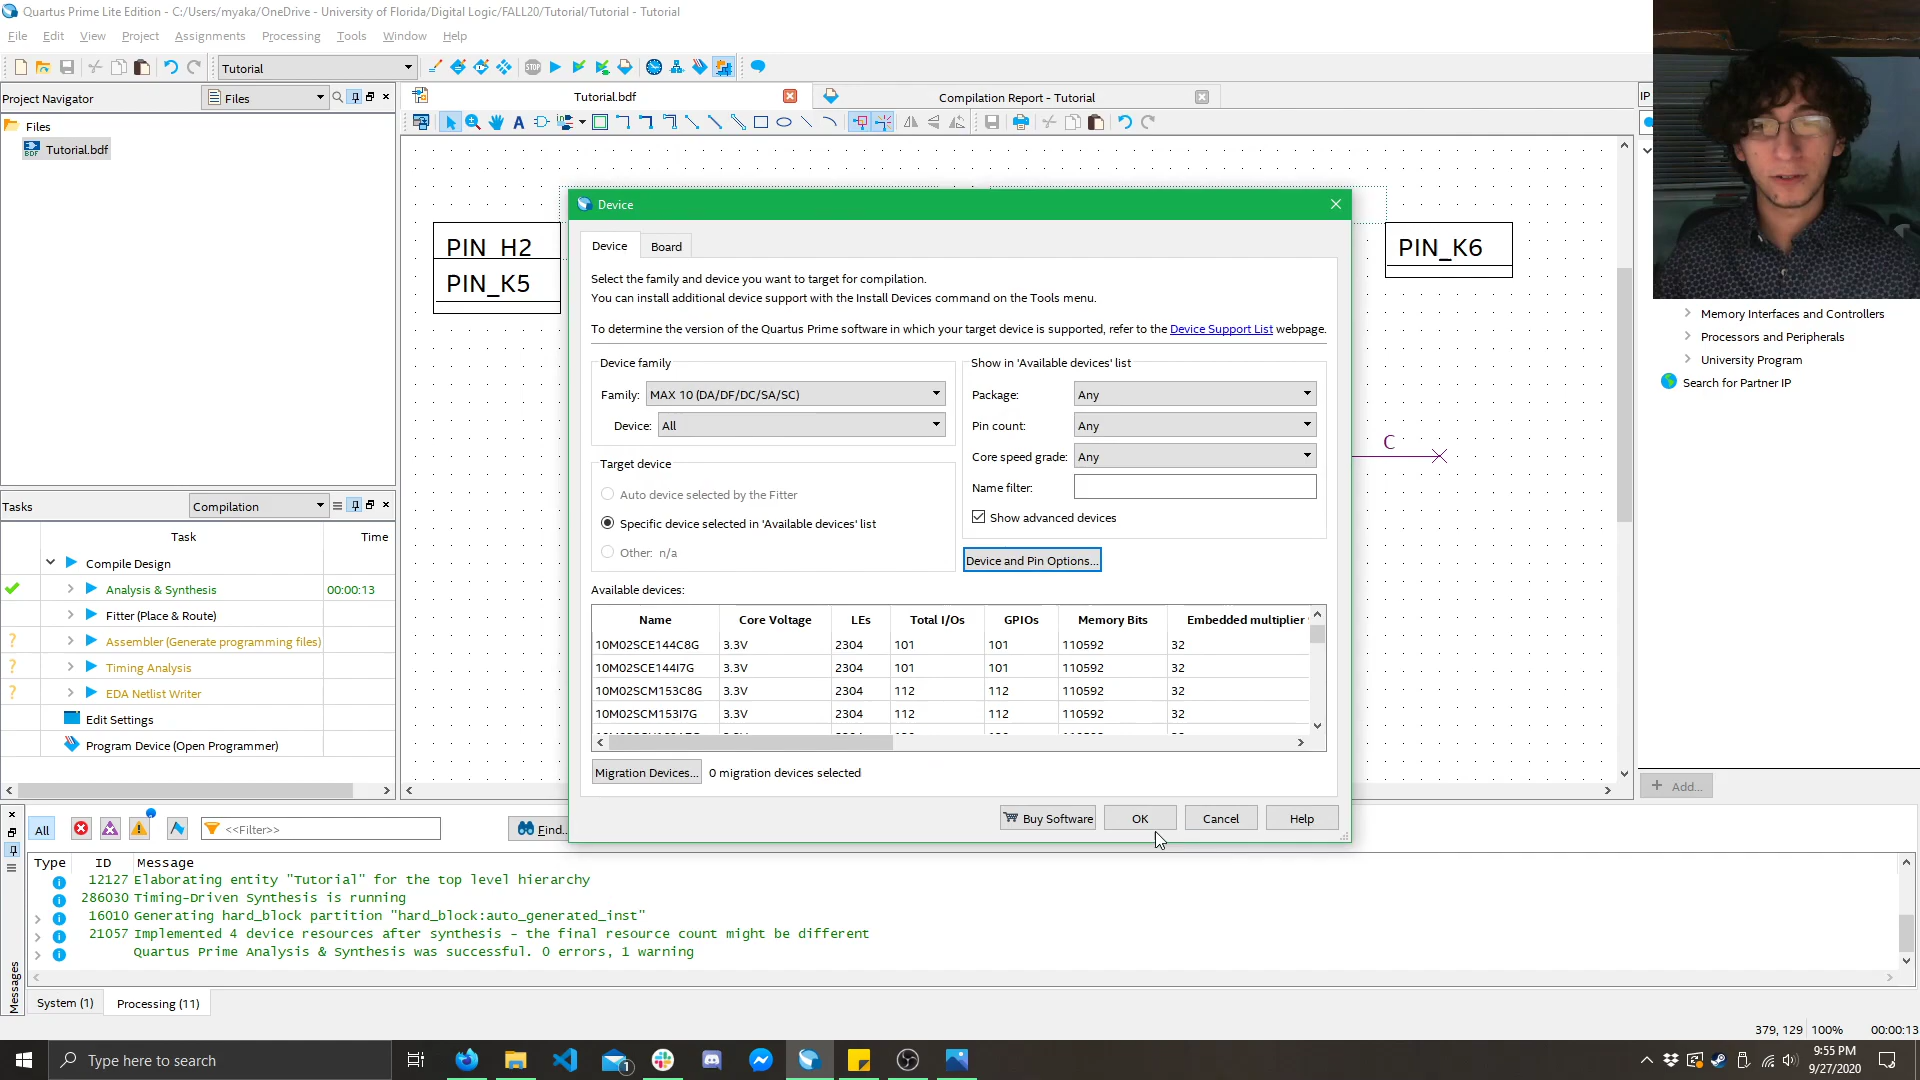 Quartus Prime Lite Edition - C:/Users/myaka/OneDrive - University of Florida/Digital Logic/FALL20/Tutorial/Tutorial - Tutorial
File Edit View Project Assignments Processing Tools Window Help
Tutorial
Project Navigator Files
Tutorial.bdf
Compilation Report - Tutorial
IP
Files
Tutorial.bdf
PIN_H2
PIN_K5
PIN_K6
C
Device
Device Board
Select the family and device you want to target for compilation.
You can install additional device support with the Install Devices command on the Tools menu.
To determine the version of the Quartus Prime software in which your target device is supported, refer to the Device Support List webpage.
Device family
Family: MAX 10 (DA/DF/DC/SA/SC)
Device: All
Show in 'Available devices' list
Package: Any
Pin count: Any
Core speed grade: Any
Name filter:
Show advanced devices
Target device
Auto device selected by the Fitter
Specific device selected in 'Available devices' list
Other: n/a
Device and Pin Options...
Available devices:
Name Core Voltage LEs Total I/Os GPIOs Memory Bits Embedded multiplier
10M02SCE144C8G 3.3V 2304 101 101 110592 32
10M02SCE144I7G 3.3V 2304 101 101 110592 32
10M02SCM153C8G 3.3V 2304 112 112 110592 32
10M02SCM153I7G 3.3V 2304 112 112 110592 32
Migration Devices... 0 migration devices selected
Buy Software OK Cancel Help
Memory Interfaces and Controllers
Processors and Peripherals
University Program
Search for Partner IP
+ Add...
Tasks Compilation
Task Time
Compile Design
Analysis & Synthesis 00:00:13
Fitter (Place & Route)
Assembler (Generate programming files)
Timing Analysis
EDA Netlist Writer
Edit Settings
Program Device (Open Programmer)
All <<Filter>> Find...
Type ID Message
12127 Elaborating entity "Tutorial" for the top level hierarchy
286030 Timing-Driven Synthesis is running
16010 Generating hard_block partition "hard_block:auto_generated_inst"
21057 Implemented 4 device resources after synthesis - the final resource count might be different
Quartus Prime Analysis & Synthesis was successful. 0 errors, 1 warning
Messages
System (1) Processing (11)
379, 129 100% 00:00:13
Type here to search
1
9:55 PM
9/27/2020